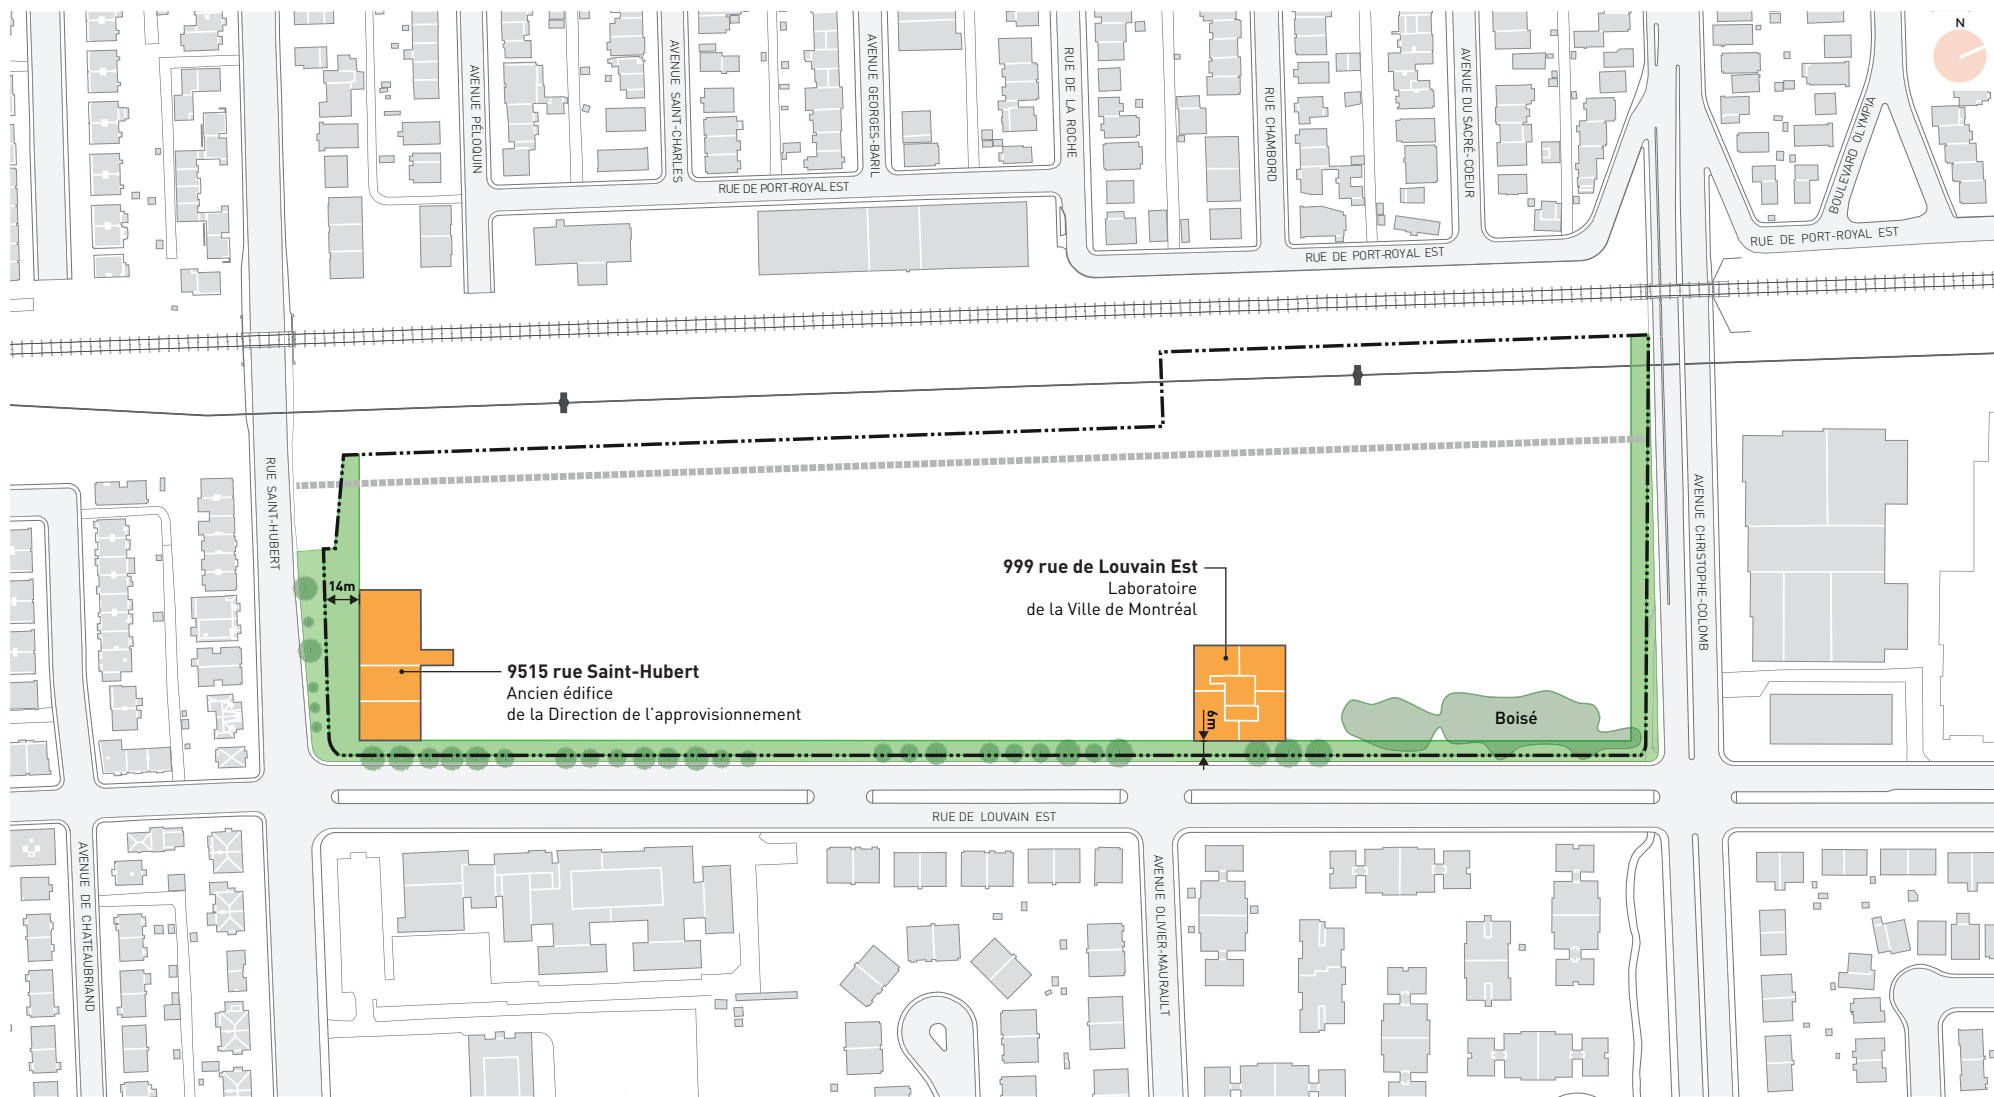 N
AVENUE PÉLOQUIN
AVENUE SAINT-CHARLES
AVENUE GEORGES-BARIL
RUE DE LA ROCHE
RUE CHAMBORD
AVENUE DU SACRÉ-COEUR
BOULEVARD OLYMPIA
RUE DE PORT-ROYAL EST
RUE DE PORT-ROYAL EST
RUE DE PORT-ROYAL EST
RUE SAINT-HUBERT
AVENUE CHRISTOPHE-COLOMB
14m
999 rue de Louvain Est
Laboratoire
de la Ville de Montréal
9515 rue Saint-Hubert
Ancien édifice
de la Direction de l'approvisionnement
6m
Boisé
RUE DE LOUVAIN EST
AVENUE DE CHATEAUBRIAND
AVENUE OLIVIER-MAURAULT